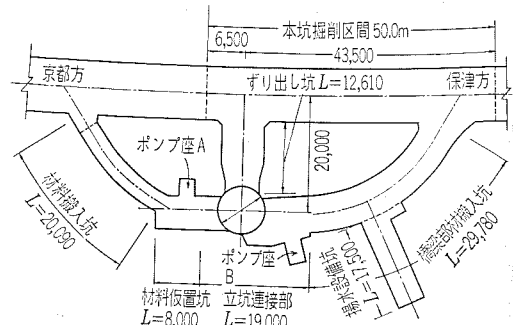 本坑掘削区間 50.0m
6,500
43,500
京都方
ずり出し坑 L=12,610
保津方
ポンプ座A
20,000
材料搬入坑
L=20,090
ポンプ座
B
揚水設備坑
L=17,500
橋梁部材搬入坑
L=29,780
材料仮置坑
L=8,000
立坑連接部
L=19,000